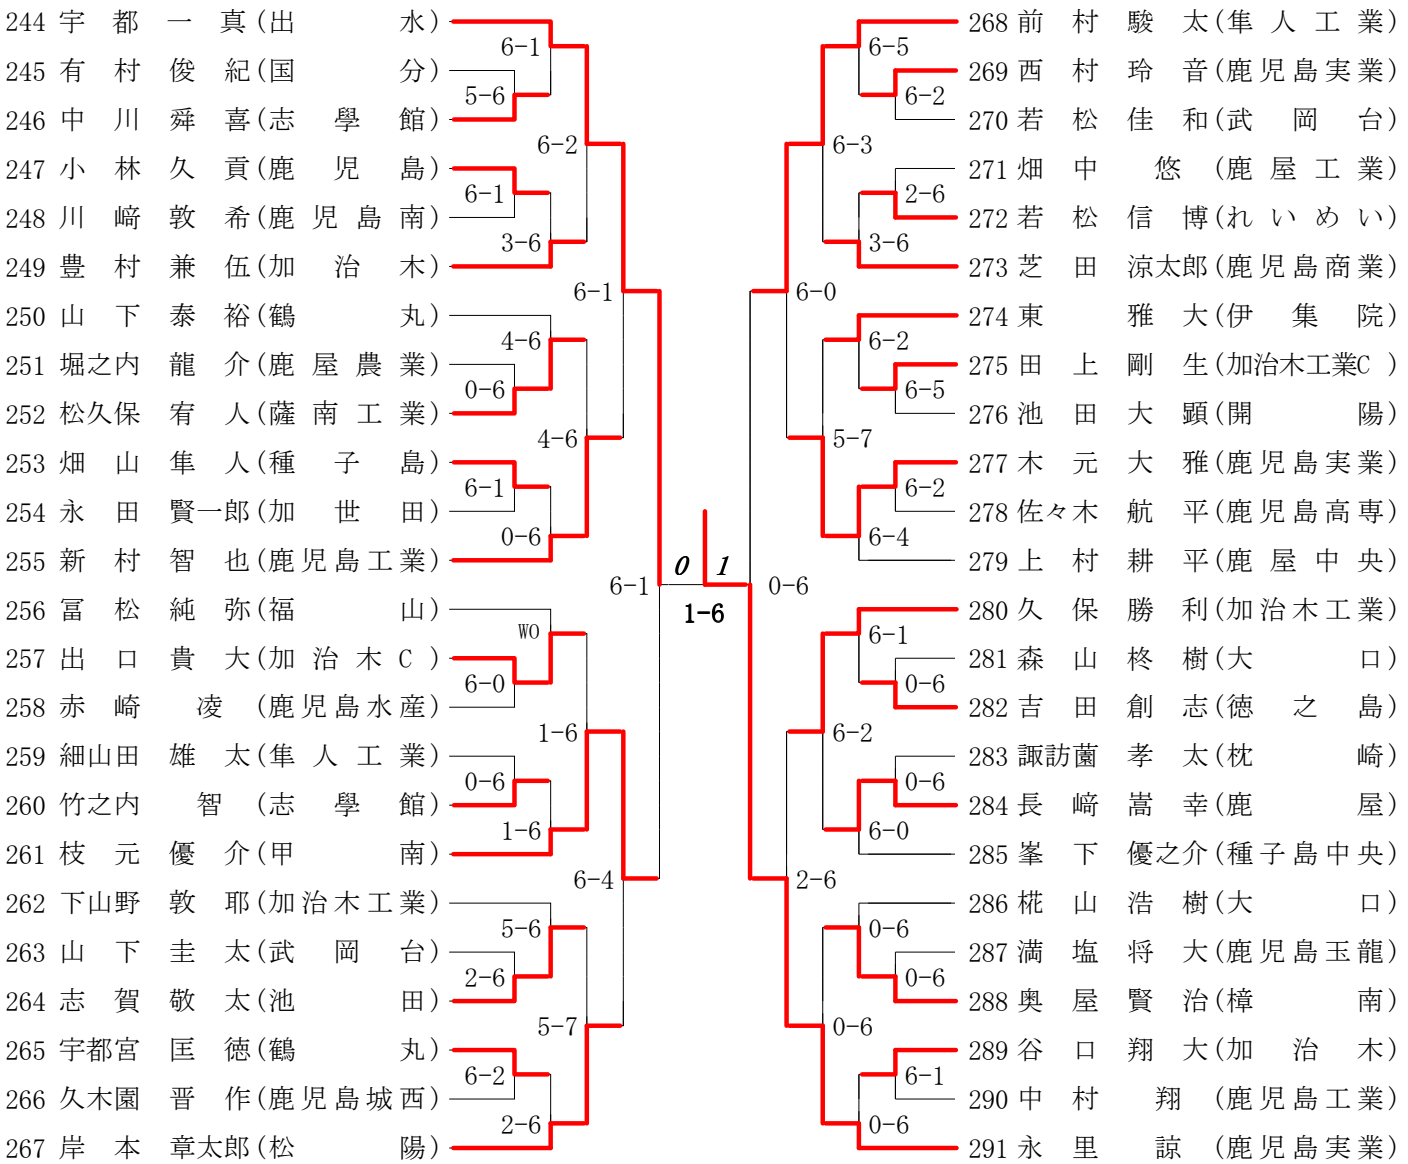 244 宇都一真(出水)
6-1
245 有村俊紀(国分)
5-6
246 中川舜喜(志學館)
6-2
247 小林久貢(鹿児島)
6-1
248 川﨑敦希(鹿児島南)
3-6
249 豊村兼伍(加治木)
6-1
250 山下泰裕(鶴丸)
4-6
251 堀之内龍介(鹿屋農業)
0-6
252 松久保宥人(薩南工業)
4-6
253 畑山隼人(種子島)
6-1
254 永田賢一郎(加世田)
0-6
255 新村智也(鹿児島工業)
6-1
256 冨松純弥(福山)
WO
257 出口貴大(加治木C)
6-0
258 赤崎凌(鹿児島水産)
1-6
259 細山田雄太(隼人工業)
0-6
260 竹之内智(志學館)
1-6
261 枝元優介(甲南)
6-4
262 下山野敦耶(加治木工業)
5-6
263 山下圭太(武岡台)
2-6
264 志賀敬太(池田)
5-7
265 宇都宮匡徳(鶴丸)
6-2
266 久木園晋作(鹿児島城西)
2-6
267 岸本章太郎(松陽)
0 1
1-6
268 前村駿太(隼人工業)
6-5
269 西村玲音(鹿児島実業)
6-2
270 若松佳和(武岡台)
6-3
271 畑中悠(鹿屋工業)
2-6
272 若松信博(れいめい)
3-6
273 芝田涼太郎(鹿児島商業)
6-0
274 東雅大(伊集院)
6-2
275 田上剛生(加治木工業C)
6-5
276 池田大顕(開陽)
5-7
277 木元大雅(鹿児島実業)
6-2
278 佐々木航平(鹿児島高専)
6-4
279 上村耕平(鹿屋中央)
0-6
280 久保勝利(加治木工業)
6-1
281 森山柊樹(大口)
0-6
282 吉田創志(徳之島)
6-2
283 諏訪薗孝太(枕崎)
0-6
284 長﨑嵩幸(鹿屋)
6-0
285 峯下優之介(種子島中央)
2-6
286 椛山浩樹(大口)
0-6
287 満塩将大(鹿児島玉龍)
0-6
288 奥屋賢治(樟南)
0-6
289 谷口翔大(加治木)
6-1
290 中村翔(鹿児島工業)
0-6
291 永里諒(鹿児島実業)